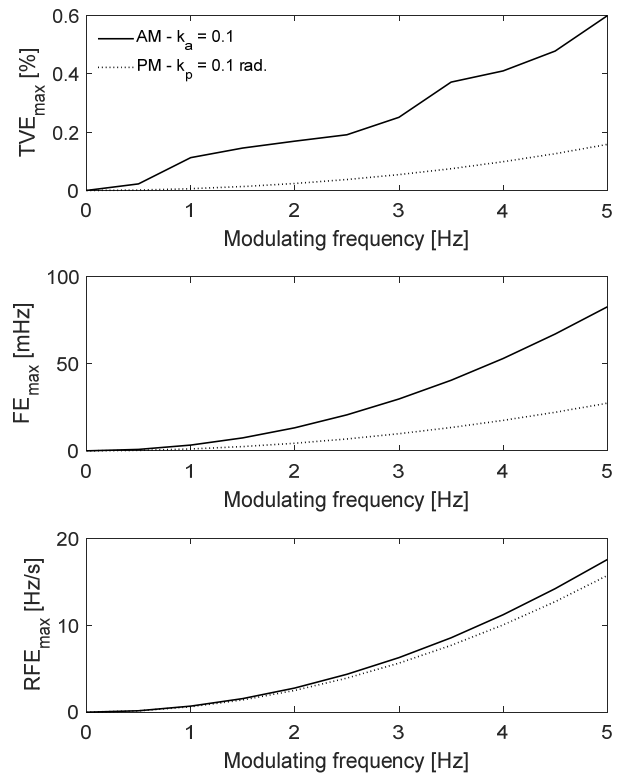 0.6
0.4
0.2
0
TVE_max [%]
AM - k_a = 0.1
PM - k_p = 0.1 rad.
0 1 2 3 4 5
Modulating frequency [Hz]
100
50
0
FE_max [mHz]
0 1 2 3 4 5
Modulating frequency [Hz]
20
10
0
RFE_max [Hz/s]
0 1 2 3 4 5
Modulating frequency [Hz]